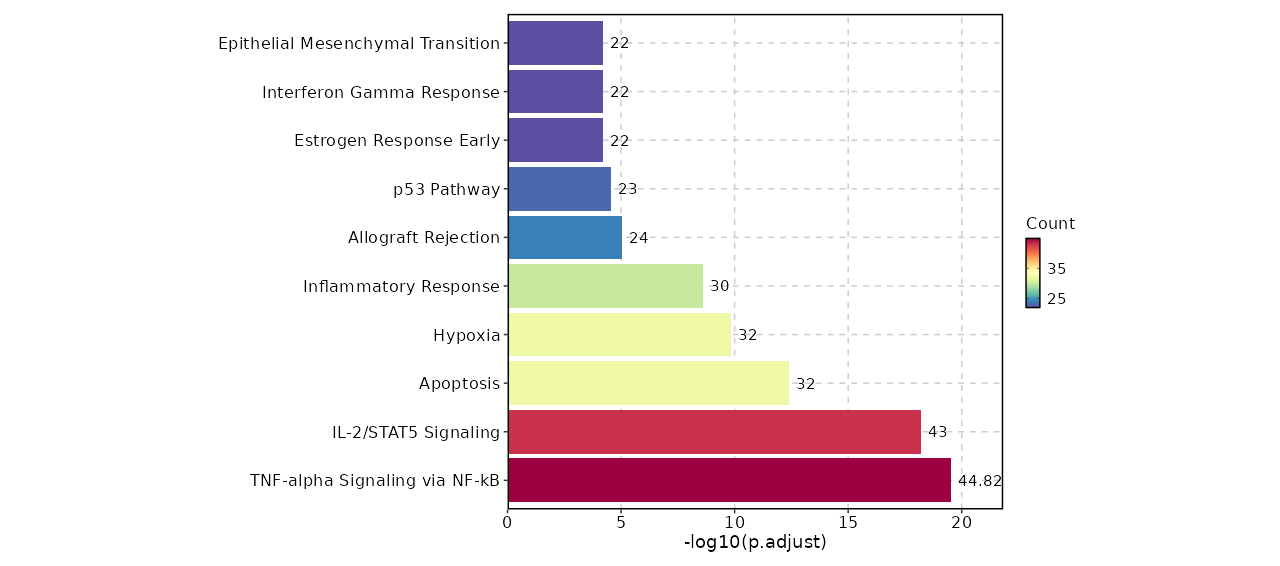 Epithelial Mesenchymal Transition 22
Interferon Gamma Response 22
Estrogen Response Early 22
p53 Pathway 23
Allograft Rejection 24
Inflammatory Response 30
Hypoxia 32
Apoptosis 32
IL-2/STAT5 Signaling 43
TNF-alpha Signaling via NF-kB 44.82
0 5 10 15 20
-log10(p.adjust)
Count
35
25